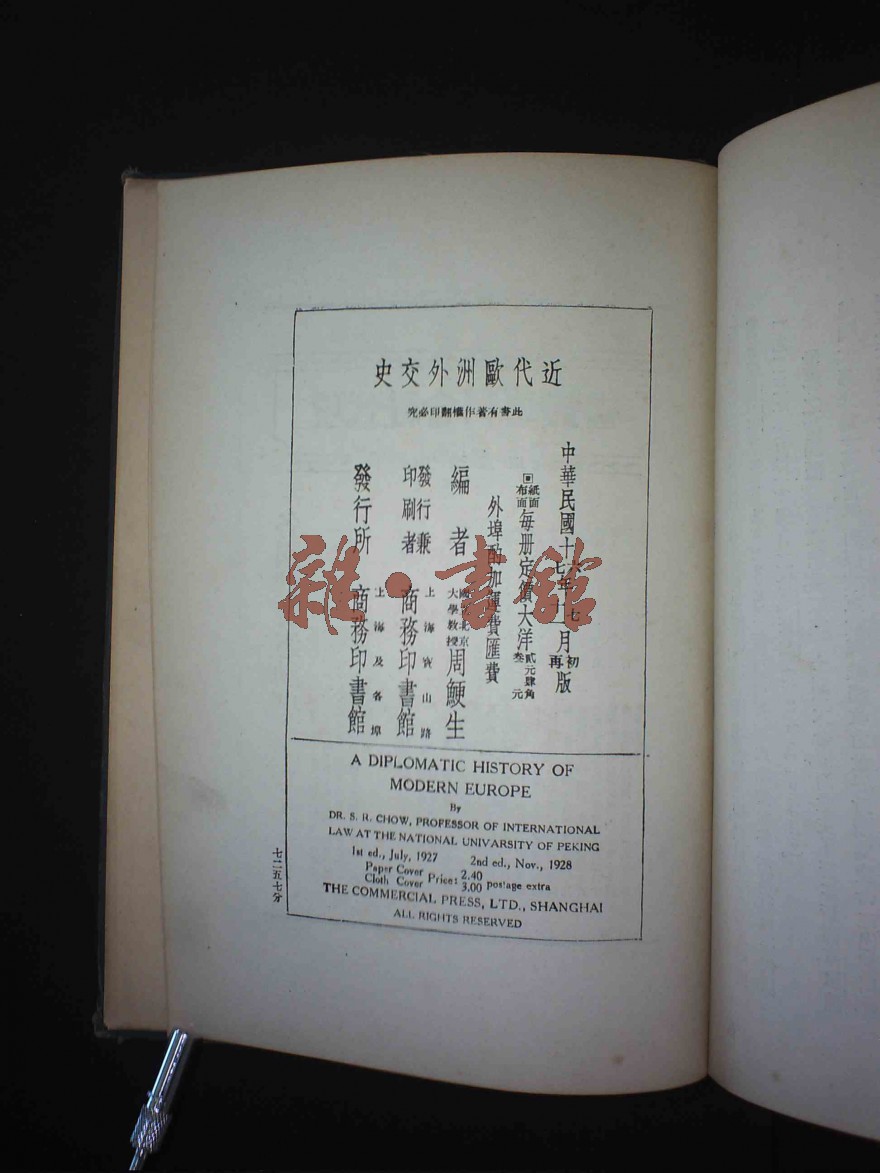 近代歐洲外交史
此書有著作權翻印必究
中華民國十六年七月初版
中華民國十七年十一月再版
紙面布面每册定價大洋貳元肆角叁元
外埠酌加運費匯費
編者 國立北京大學教授 周鯁生
發行兼印刷者 上海寶山路 商務印書館
發行所 上海及各埠 商務印書館
雜·書館
A DIPLOMATIC HISTORY OF
MODERN EUROPE
By
DR. S. R. CHOW, PROFESSOR OF INTERNATIONAL
LAW AT THE NATIONAL UNIVARSITY OF PEKING
1st ed., July, 1927 2nd ed., Nov., 1928
Paper Cover Price: 2.40
Cloth Cover 3.00 postage extra
THE COMMERCIAL PRESS, LTD., SHANGHAI
ALL RIGHTS RESERVED
七二五七分